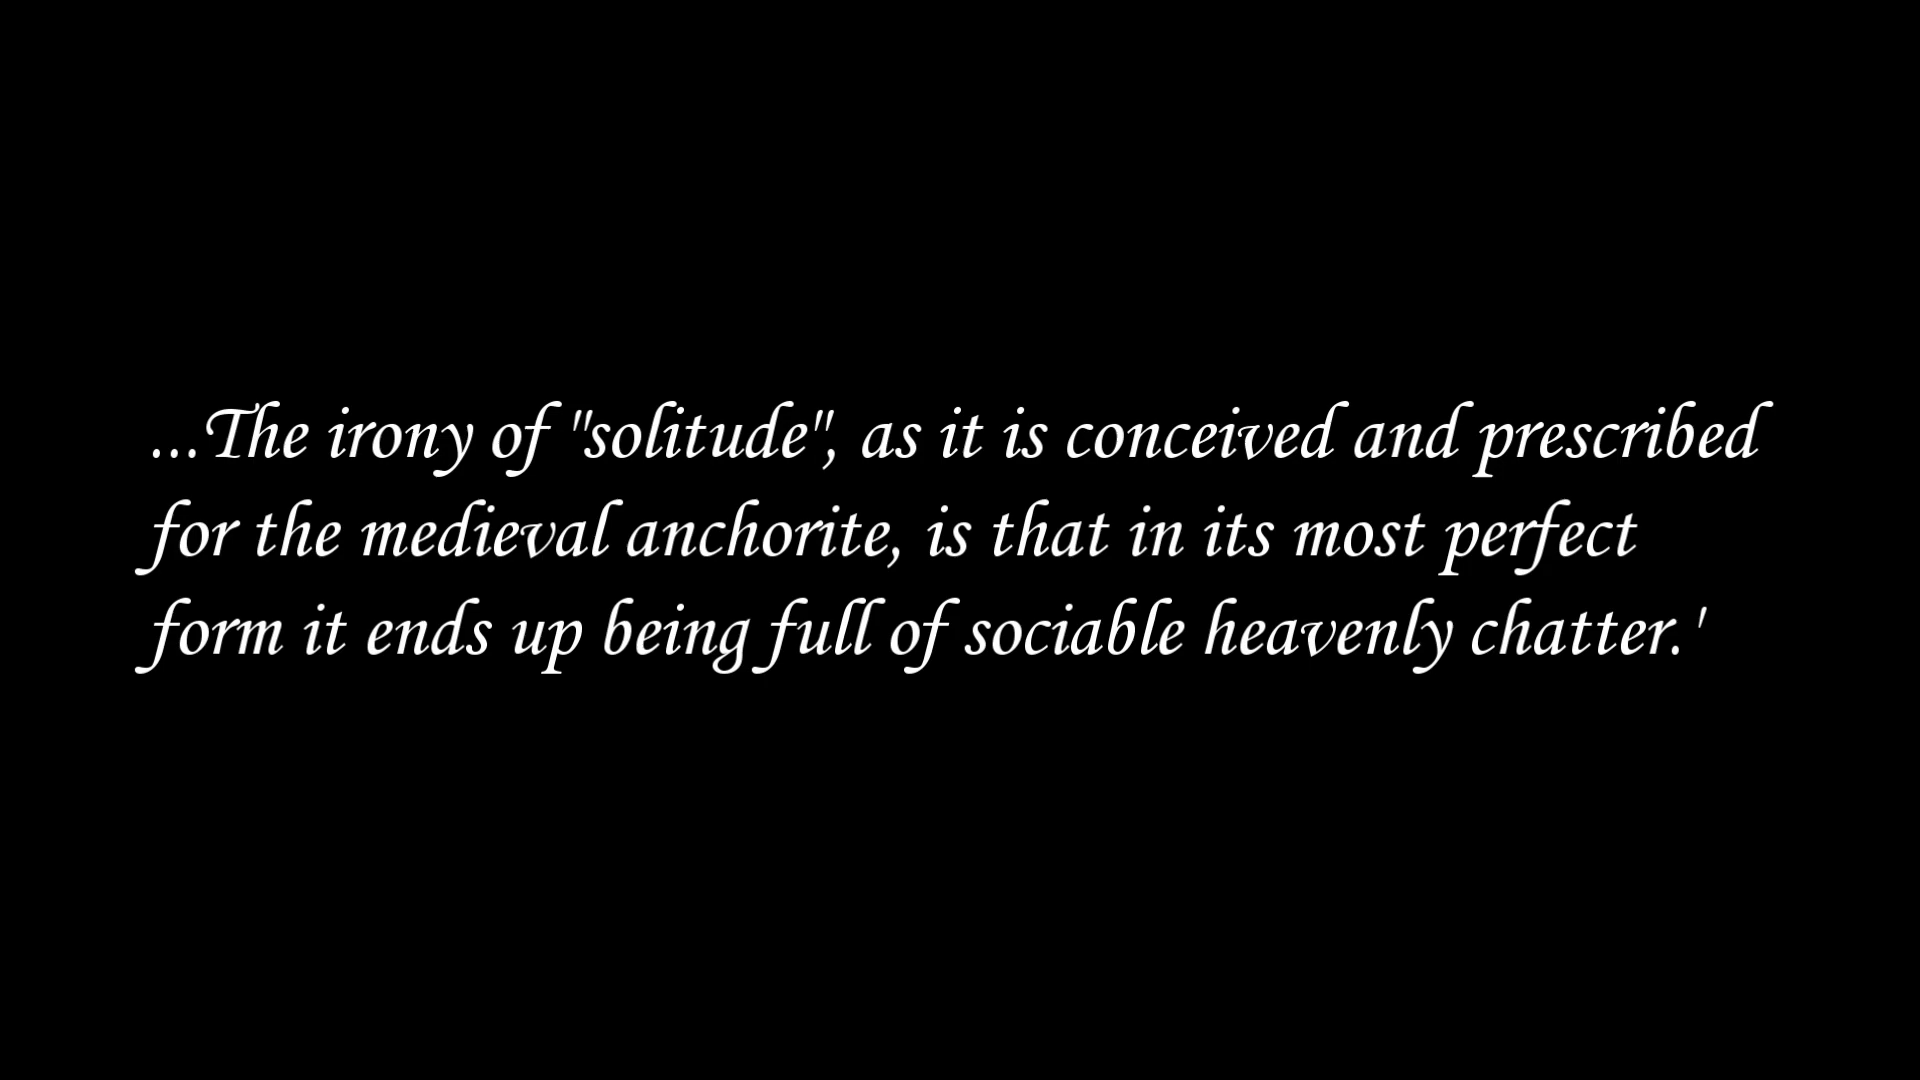 ...The irony of "solitude", as it is conceived and prescribed
for the medieval anchorite, is that in its most perfect
form it ends up being full of sociable heavenly chatter.'